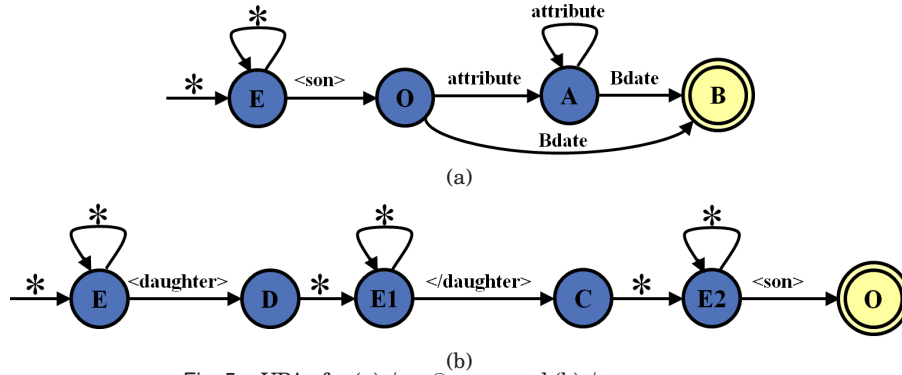 *
attribute
* E <son> O attribute A Bdate B
Bdate
(a)
* * *
* E <daughter> D * E1 </daughter> C * E2 <son> O
(b)